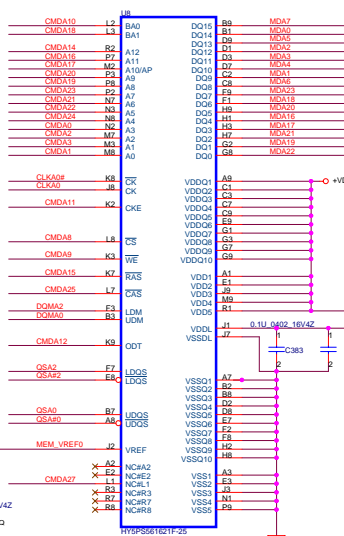 U8
CMDA10 L2 BA0 DQ15 B9 MDA7
CMDA18 L3 BA1 DQ14 B1 MDA0
DQ13 D9 MDA5
CMDA14 R2 A12 DQ12 D1 MDA2
CMDA16 P7 A11 DQ11 D3 MDA3
CMDA17 M2 A10/AP DQ10 D7 MDA4
CMDA20 P3 A9 DQ9 C2 MDA1
CMDA19 P8 A8 DQ8 C8 MDA6
CMDA23 P2 A7 DQ7 F9 MDA23
CMDA21 N7 A6 DQ6 F1 MDA18
CMDA22 N3 A5 DQ5 H9 MDA20
CMDA24 N8 A4 DQ4 H1 MDA16
CMDA0 N2 A3 DQ3 H3 MDA17
CMDA2 M7 A2 DQ2 H7 MDA21
CMDA3 M3 A1 DQ1 G2 MDA19
CMDA1 M8 A0 DQ0 G8 MDA22
CLKA0# K8 CK VDDQ1 A9
CLKA0 J8 CK VDDQ2 C1
VDDQ3 C3
CMDA11 K2 CKE VDDQ4 C7
VDDQ5 C9
VDDQ6 E9
VDDQ7 G1
CMDA8 L8 CS VDDQ8 G3
VDDQ9 G7
CMDA9 K3 WE VDDQ10 G9
CMDA15 K7 RAS VDD1 A1
VDD2 E1
CMDA25 L7 CAS VDD3 J9
VDD4 M9
DQMA2 F3 LDM VDD5 R1
DQMA0 B3 UDM
VDDL J1 0.1U_0402_16V4Z
CMDA12 K9 ODT VSSDL J7
1 1
C383
2 2
QSA2 F7 LDQS
QSA#2 E8 LDQS VSSQ1 A7
VSSQ2 B2
VSSQ3 B8
VSSQ4 D2
QSA0 B7 UDQS VSSQ5 D8
QSA#0 A8 UDQS VSSQ6 E7
VSSQ7 F2
VSSQ8 F8
MEM_VREF0 J2 VREF VSSQ9 H2
VSSQ10 H8
A2 NC#A2
E2 NC#E2 VSS1 A3
CMDA27 L1 NC#L1 VSS2 E3
R3 NC#R3 VSS3 J3
R7 NC#R7 VSS4 N1
R8 NC#R8 VSS5 P9
HY5PS561621F-25